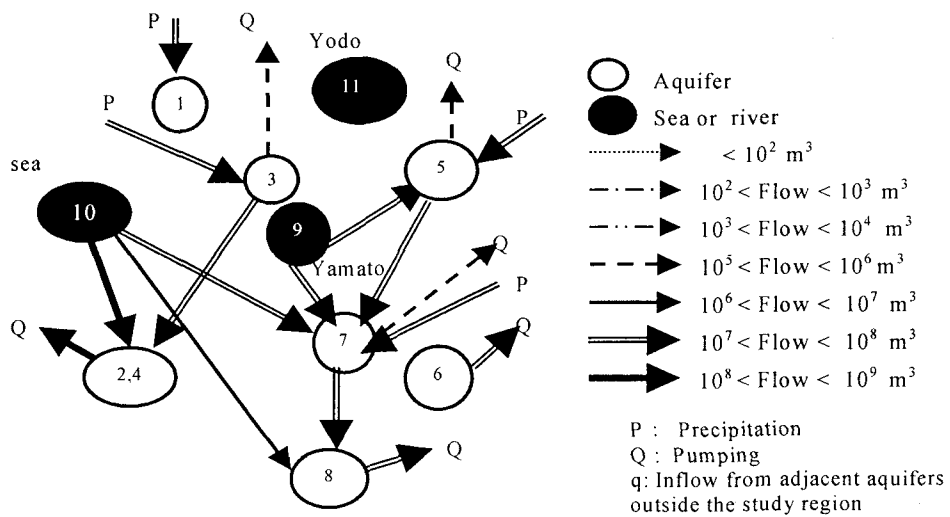 P
Q
Yodo
11
Q
1
P
P
sea
3
5
10
9
Yamato
Q
P
Q
2,4
7
6
Q
8
Q
Aquifer
Sea or river
< 10² m³
10² < Flow < 10³ m³
10³ < Flow < 10⁴ m³
10⁵ < Flow < 10⁶ m³
10⁶ < Flow < 10⁷ m³
10⁷ < Flow < 10⁸ m³
10⁸ < Flow < 10⁹ m³
P : Precipitation
Q : Pumping
q: Inflow from adjacent aquifers
outside the study region